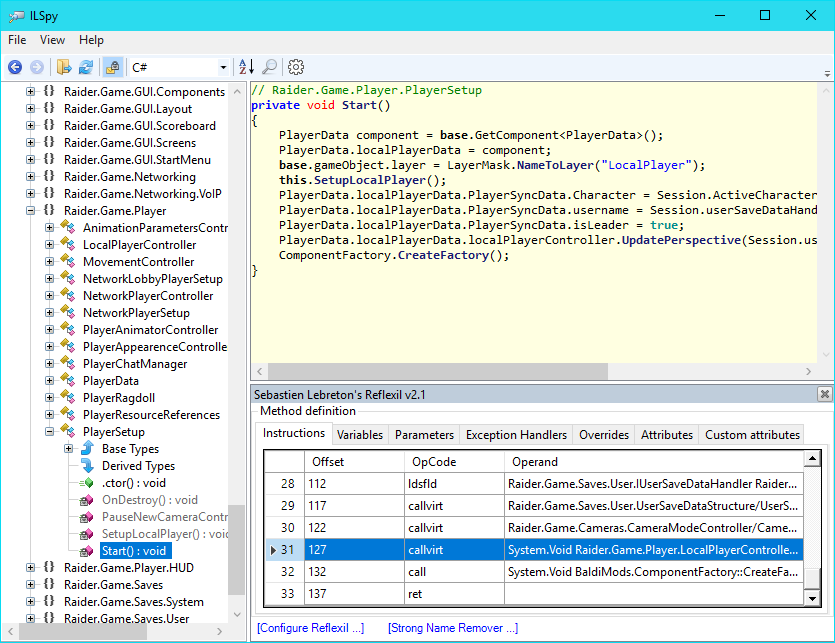 ILSpy
File View Help
C#
Raider.Game.GUI.Components
Raider.Game.GUI.Layout
Raider.Game.GUI.Scoreboard
Raider.Game.GUI.Screens
Raider.Game.GUI.StartMenu
Raider.Game.Networking
Raider.Game.Networking.VoIP
Raider.Game.Player
AnimationParametersContr
LocalPlayerController
MovementController
NetworkLobbyPlayerSetup
NetworkPlayerController
NetworkPlayerSetup
PlayerAnimatorController
PlayerAppearenceControlle
PlayerChatManager
PlayerData
PlayerRagdoll
PlayerResourceReferences
PlayerSetup
Base Types
Derived Types
.ctor() : void
OnDestroy() : void
PauseNewCameraContr
SetupLocalPlayer() : void
Start() : void
Raider.Game.Player.HUD
Raider.Game.Saves
Raider.Game.Saves.System
Raider.Game.Saves.User
// Raider.Game.Player.PlayerSetup
private void Start()
{
PlayerData component = base.GetComponent<PlayerData>();
PlayerData.localPlayerData = component;
base.gameObject.layer = LayerMask.NameToLayer("LocalPlayer");
this.SetupLocalPlayer();
PlayerData.localPlayerData.PlayerSyncData.Character = Session.ActiveCharacter
PlayerData.localPlayerData.PlayerSyncData.username = Session.userSaveDataHand
PlayerData.localPlayerData.PlayerSyncData.isLeader = true;
PlayerData.localPlayerData.localPlayerController.UpdatePerspective(Session.us
ComponentFactory.CreateFactory();
}
Sebastien Lebreton's Reflexil v2.1
Method definition
Instructions Variables Parameters Exception Handlers Overrides Attributes Custom attributes
Offset OpCode Operand
28 112 ldsfld Raider.Game.Saves.User.IUserSaveDataHandler Raider...
29 117 callvirt Raider.Game.Saves.User.UserSaveDataStructure/UserS...
30 122 callvirt Raider.Game.Cameras.CameraModeController/Came...
31 127 callvirt System.Void Raider.Game.Player.LocalPlayerControlle...
32 132 call System.Void BaldiMods.ComponentFactory::CreateFa...
33 137 ret
[Configure Reflexil ...] [Strong Name Remover ...]